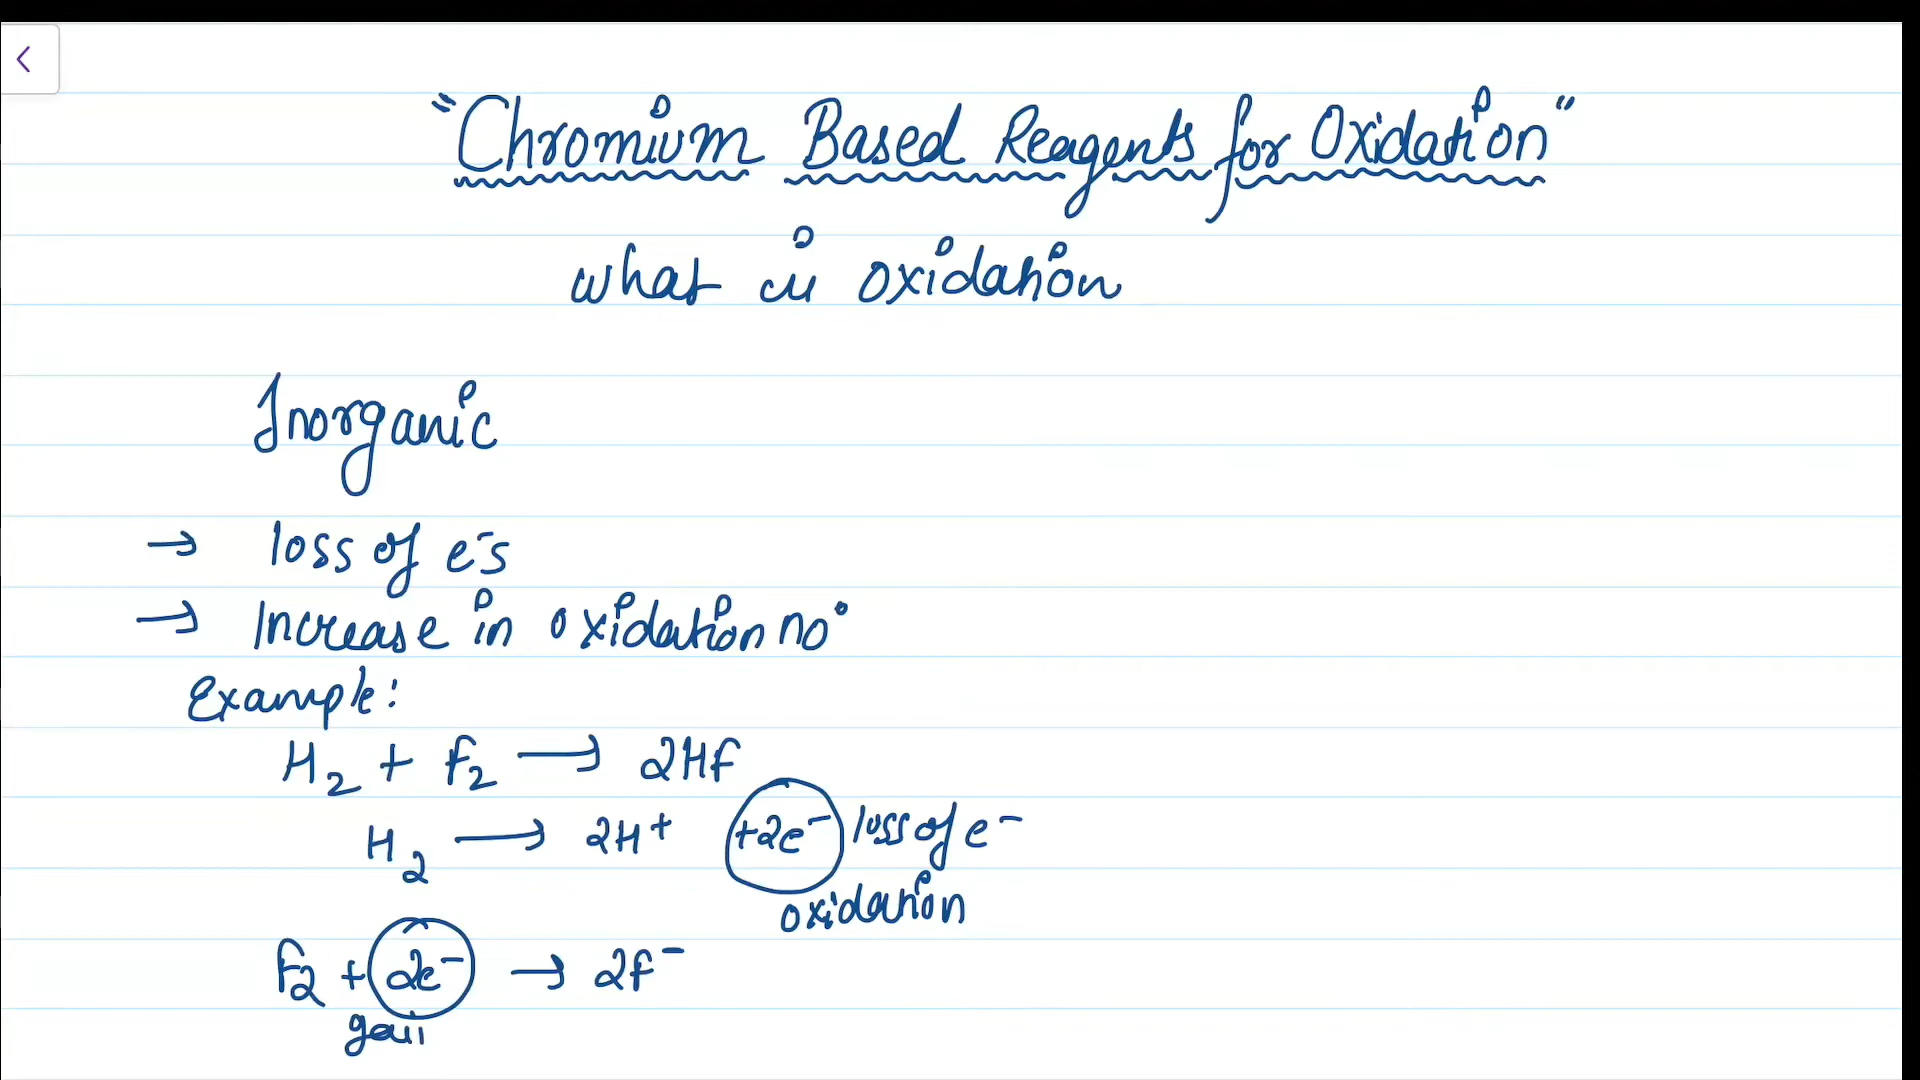 "Chromium Based Reagents for Oxidation"
what is oxidation
Inorganic
→ loss of e⁻s
→ Increase in oxidation no°
Example:
H₂ + F₂ → 2HF
H₂ → 2H⁺ +2e⁻ loss of e⁻
oxidation
F₂ + 2e⁻ → 2F⁻
gain